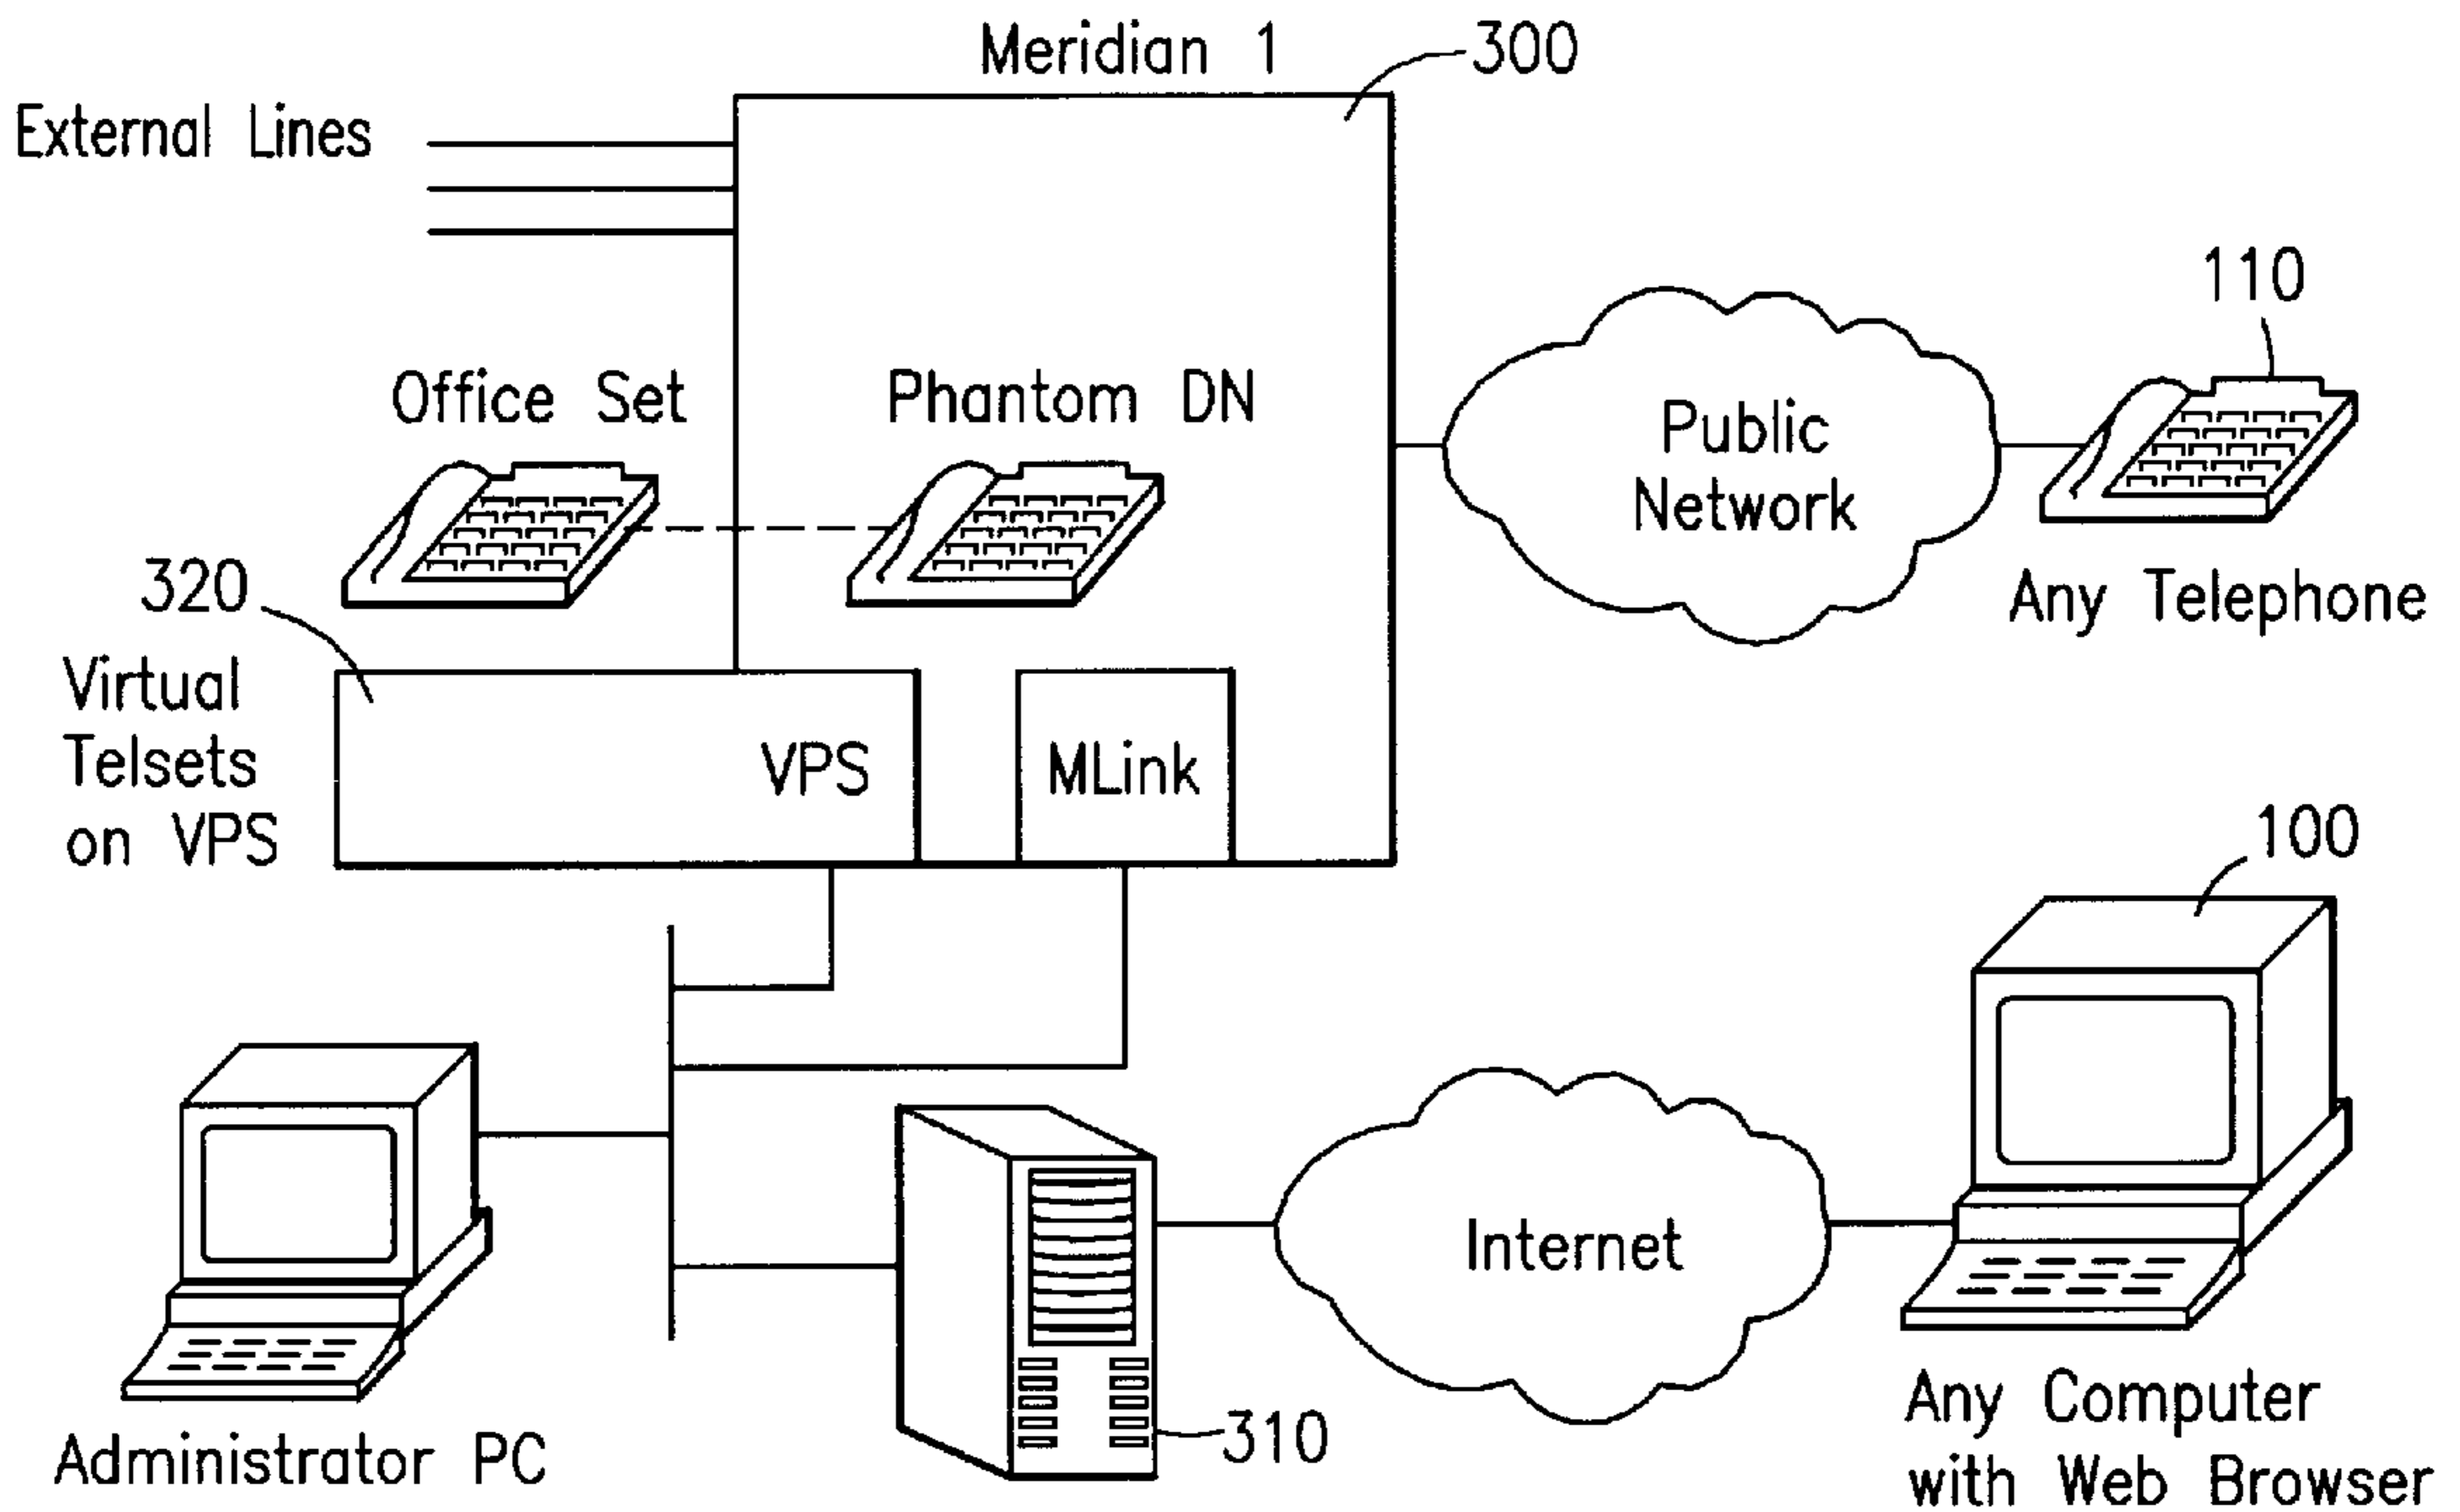 Meridian 1
300
External Lines
110
Office Set
Phantom DN
Public
Network
320
Any Telephone
Virtual
Telsets
on VPS
VPS
MLink
100
Internet
310
Administrator PC
Any Computer
with Web Browser